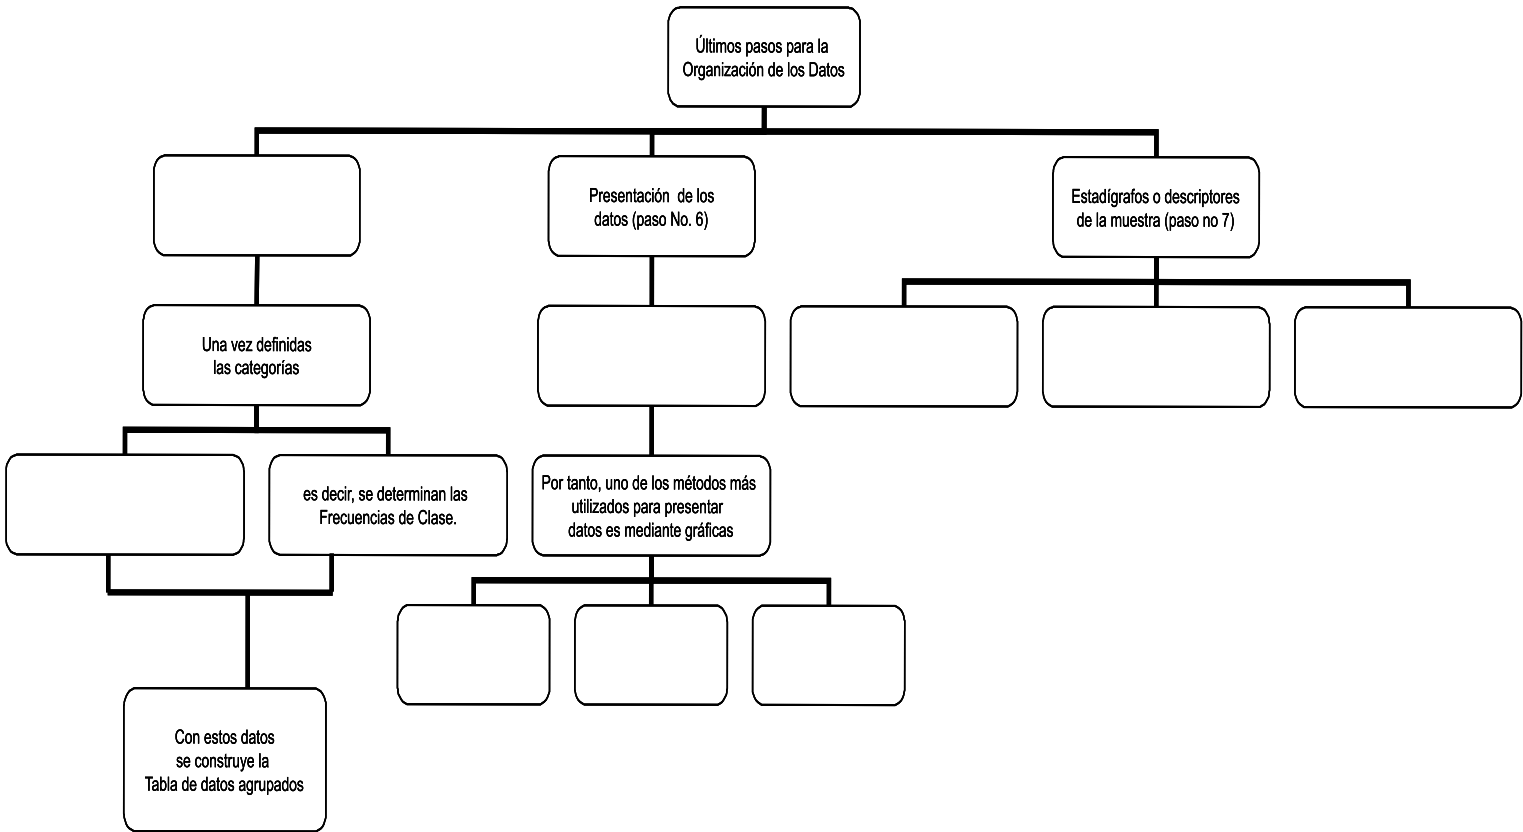 Últimos pasos para la
Organización de los Datos
Presentación de los
datos (paso No. 6)
Estadígrafos o descriptores
de la muestra (paso no 7)
Una vez definidas
las categorías
es decir, se determinan las
Frecuencias de Clase.
Por tanto, uno de los métodos más
utilizados para presentar
datos es mediante gráficas
Con estos datos
se construye la
Tabla de datos agrupados